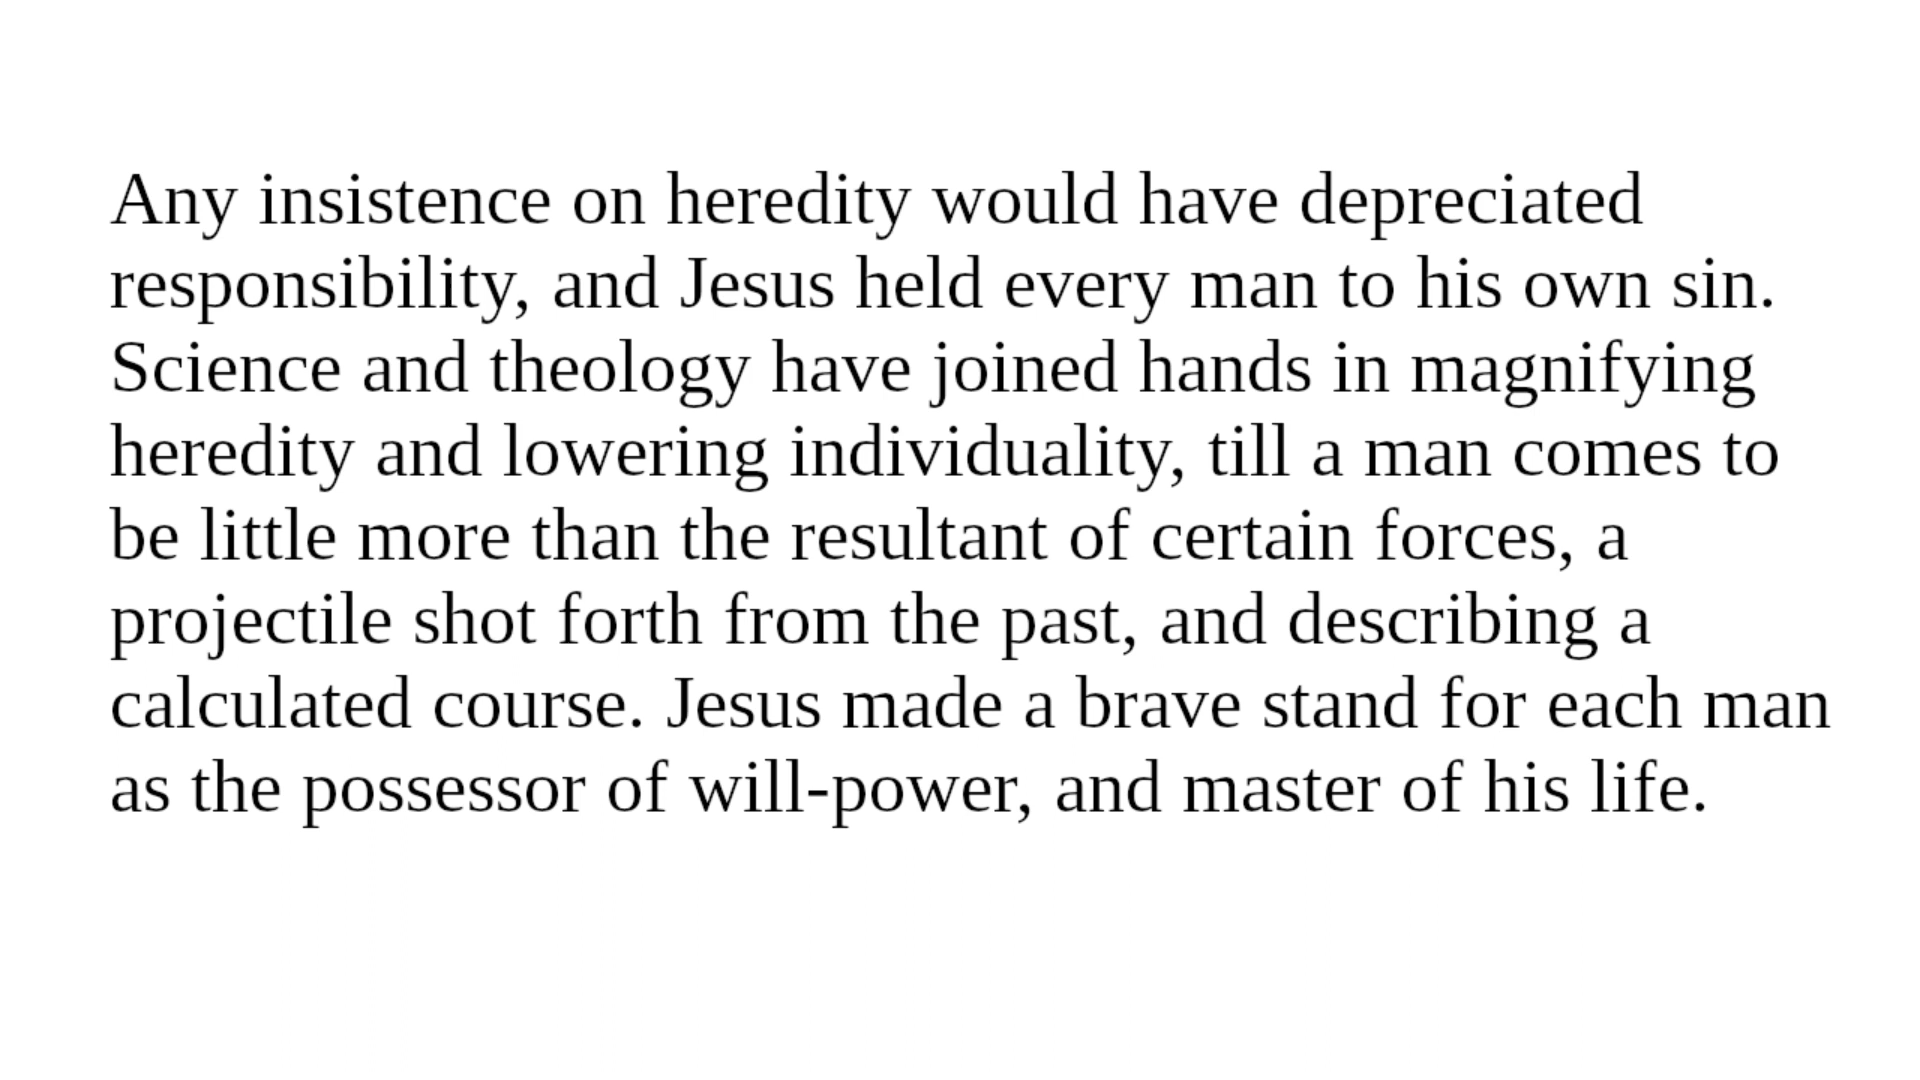 Any insistence on heredity would have depreciated
responsibility, and Jesus held every man to his own sin.
Science and theology have joined hands in magnifying
heredity and lowering individuality, till a man comes to
be little more than the resultant of certain forces, a
projectile shot forth from the past, and describing a
calculated course. Jesus made a brave stand for each man
as the possessor of will-power, and master of his life.